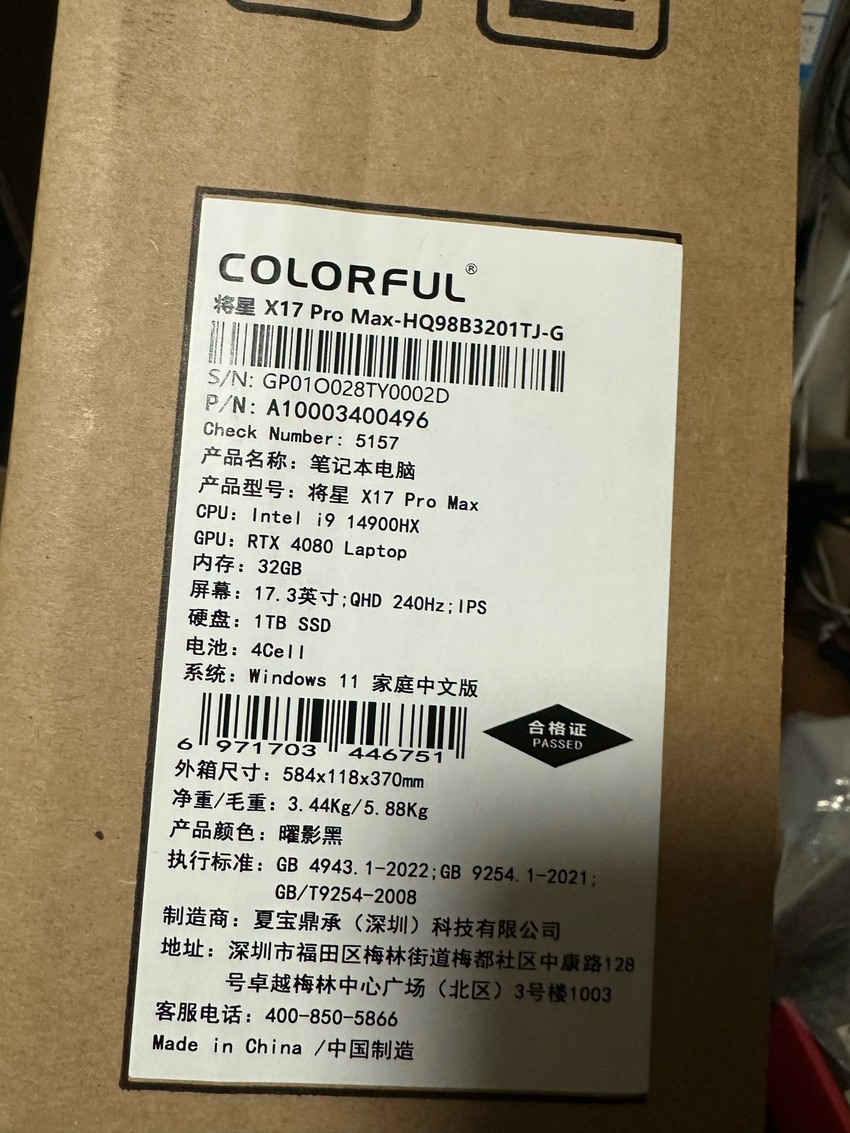 COLORFUL®
将星 X17 Pro Max-HQ98B3201TJ-G
S/N: GP01O028TY0002D
P/N: A10003400496
Check Number: 5157
产品名称: 笔记本电脑
产品型号: 将星 X17 Pro Max
CPU: Intel i9 14900HX
GPU: RTX 4080 Laptop
内存: 32GB
屏幕: 17.3英寸;QHD 240Hz;IPS
硬盘: 1TB SSD
电池: 4Cell
系统: Windows 11 家庭中文版
6 971703 446751
合格证
PASSED
外箱尺寸: 584x118x370mm
净重/毛重: 3.44Kg/5.88Kg
产品颜色: 曜影黑
执行标准: GB 4943.1-2022;GB 9254.1-2021;
GB/T9254-2008
制造商: 夏宝鼎承（深圳）科技有限公司
地址: 深圳市福田区梅林街道梅都社区中康路128
号卓越梅林中心广场（北区）3号楼1003
客服电话: 400-850-5866
Made in China /中国制造